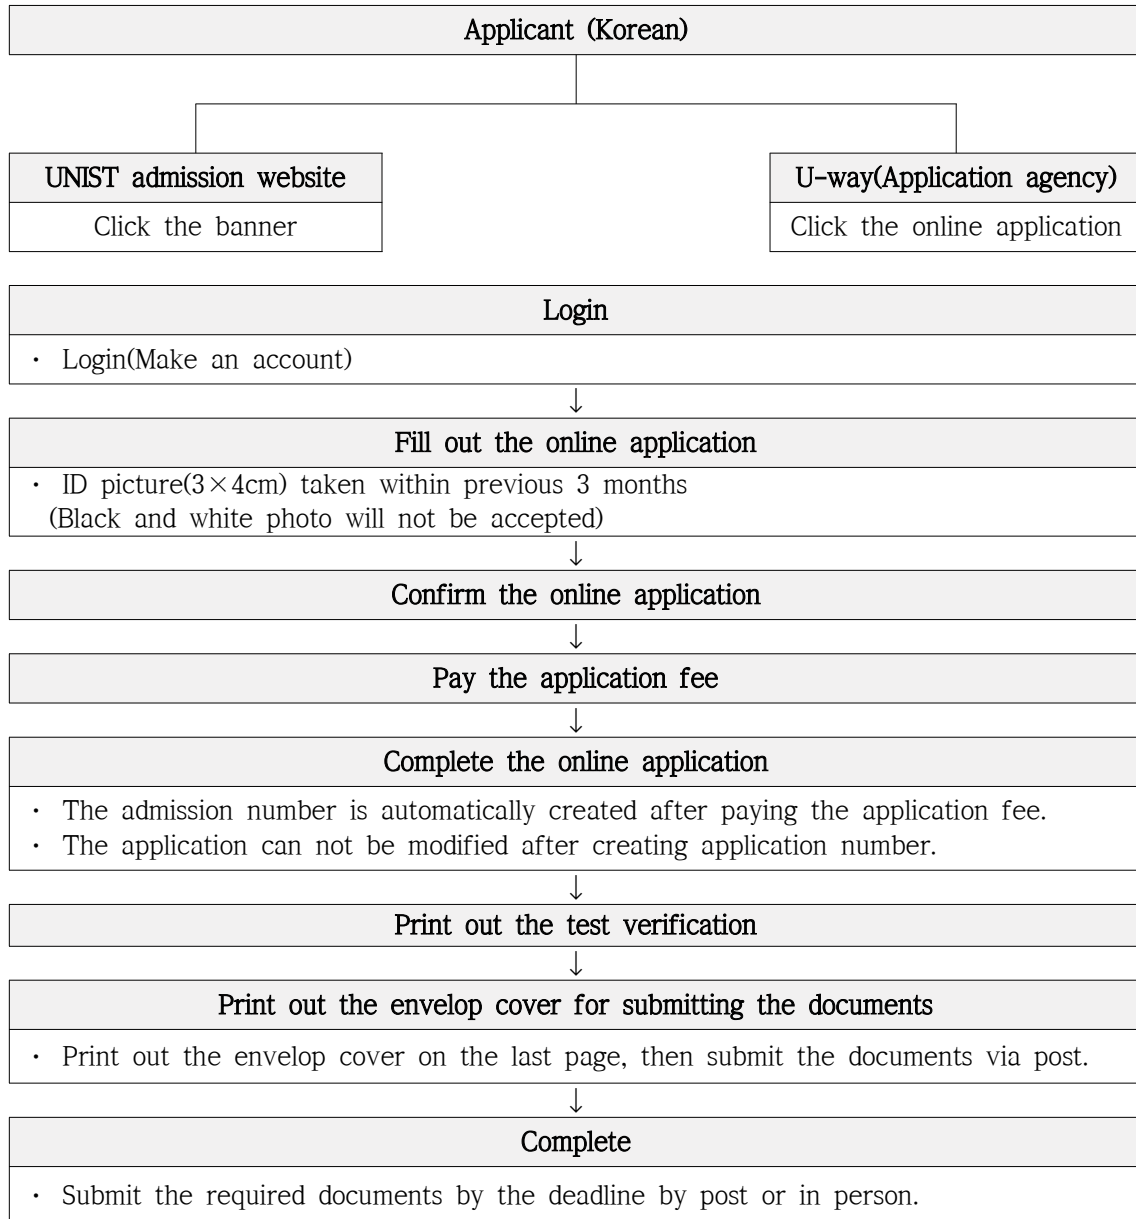 Applicant (Korean)
UNIST admission website
Click the banner
U-way(Application agency)
Click the online application
Login
· Login(Make an account)
↓
Fill out the online application
· ID picture(3×4cm) taken within previous 3 months
(Black and white photo will not be accepted)
↓
Confirm the online application
↓
Pay the application fee
↓
Complete the online application
· The admission number is automatically created after paying the application fee.
· The application can not be modified after creating application number.
↓
Print out the test verification
↓
Print out the envelop cover for submitting the documents
· Print out the envelop cover on the last page, then submit the documents via post.
↓
Complete
· Submit the required documents by the deadline by post or in person.